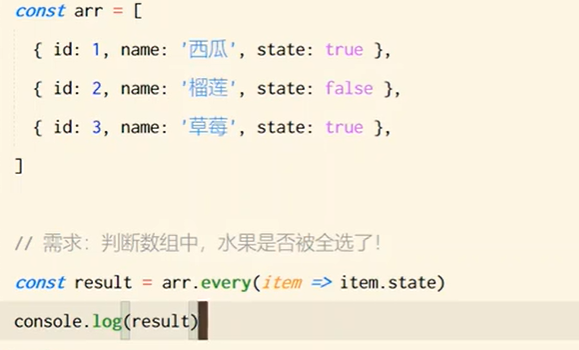 const arr = [
{ id: 1, name: '西瓜', state: true },
{ id: 2, name: '榴莲', state: false },
{ id: 3, name: '草莓', state: true },
]
// 需求：判断数组中，水果是否被全选了！
const result = arr.every(item => item.state)
console.log(result)